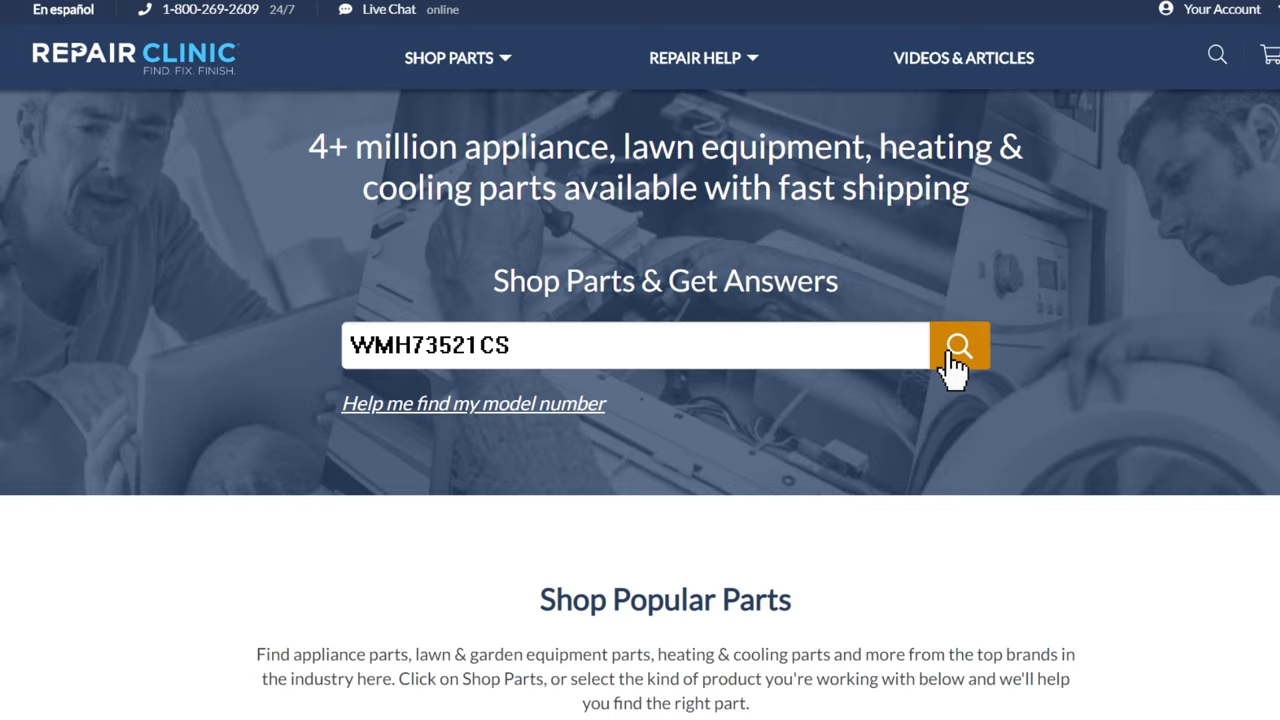 En español
1-800-269-2609 24/7
Live Chat online
Your Account
REPAIR CLINIC
FIND. FIX. FINISH.
SHOP PARTS
REPAIR HELP
VIDEOS & ARTICLES
4+ million appliance, lawn equipment, heating &
cooling parts available with fast shipping
Shop Parts & Get Answers
WMH73521CS
Help me find my model number
Shop Popular Parts
Find appliance parts, lawn & garden equipment parts, heating & cooling parts and more from the top brands in
the industry here. Click on Shop Parts, or select the kind of product you're working with below and we'll help
you find the right part.